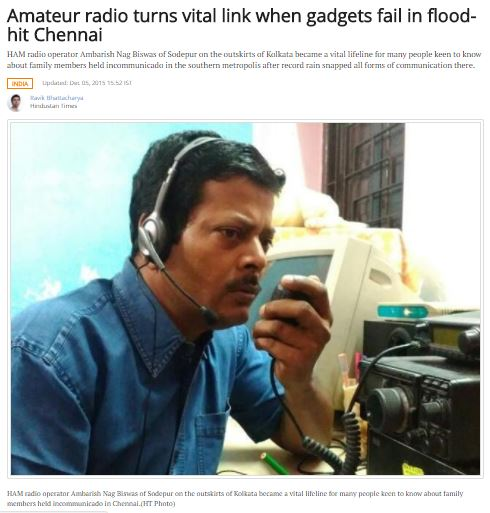 Amateur radio turns vital link when gadgets fail in flood-
hit Chennai
HAM radio operator Ambarish Nag Biswas of Sodepur on the outskirts of Kolkata became a vital lifeline for many people keen to know
about family members held incommunicado in the southern metropolis after record rain snapped all forms of communication there.
INDIA Updated: Dec 05, 2015 15:52 IST
Ravik Bhattacharya
Hindustan Times
HAM radio operator Ambarish Nag Biswas of Sodepur on the outskirts of Kolkata became a vital lifeline for many people keen to know about family
members held incommunicado in Chennai.(HT Photo)